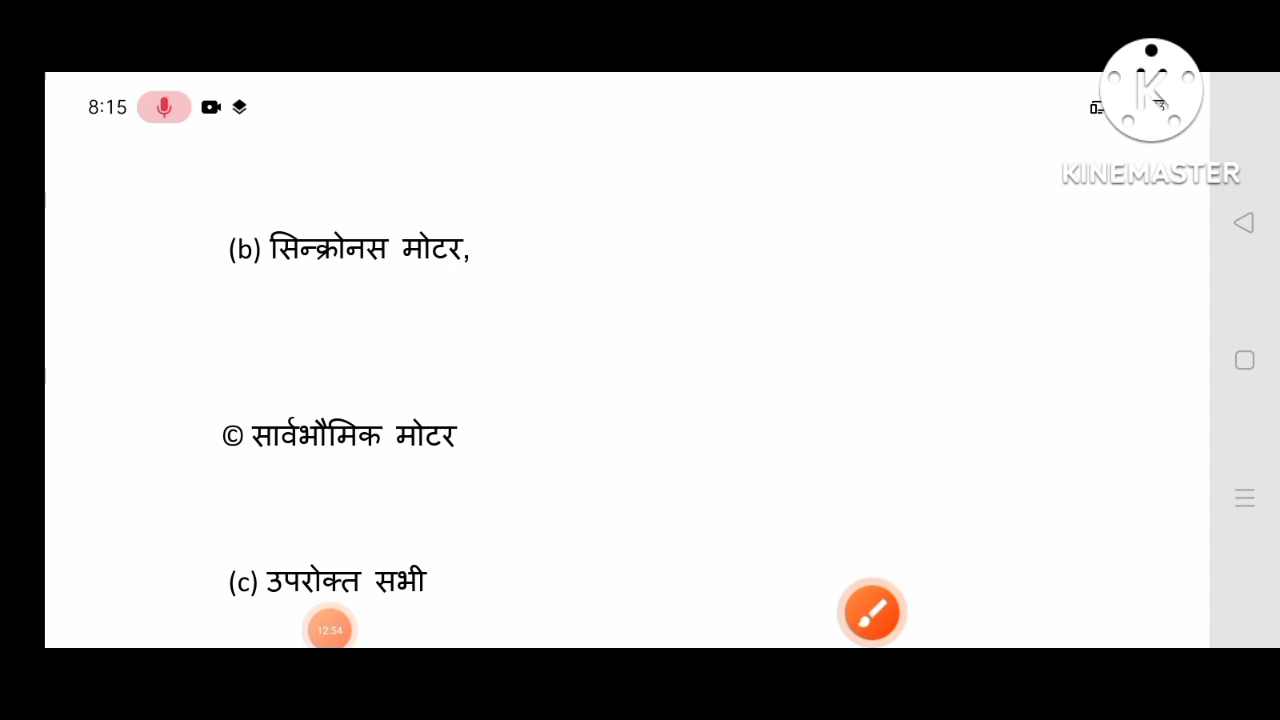 8:15
K
KINEMASTER
(b) सिन्क्रोनस मोटर,
© सार्वभौमिक मोटर
(c) उपरोक्त सभी
12:54